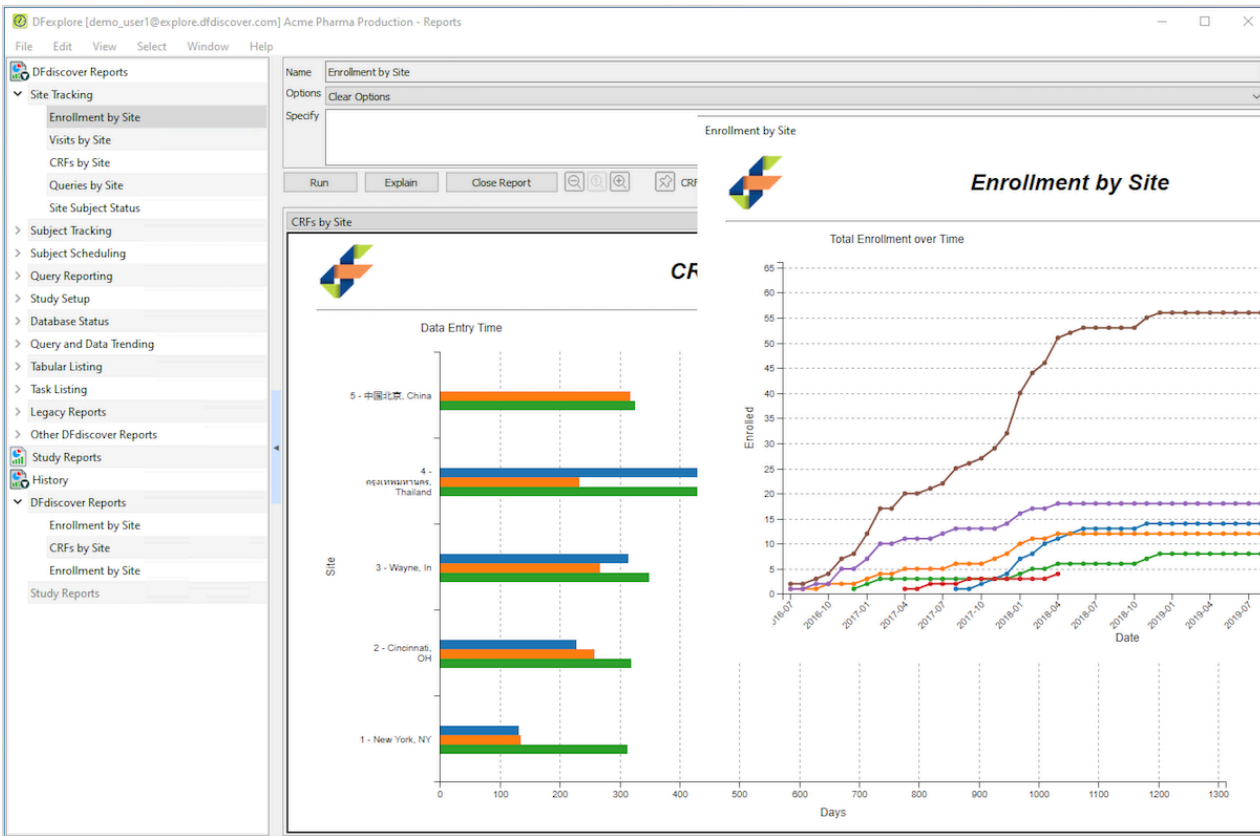 DFexplore [demo_user1@explore.dfdiscover.com] Acme Pharma Production - Reports
File Edit View Select Window Help
DFdiscover Reports
Site Tracking
Enrollment by Site
Visits by Site
CRFs by Site
Queries by Site
Site Subject Status
Subject Tracking
Subject Scheduling
Query Reporting
Study Setup
Database Status
Query and Data Trending
Tabular Listing
Task Listing
Legacy Reports
Other DFdiscover Reports
Study Reports
History
DFdiscover Reports
Enrollment by Site
CRFs by Site
Enrollment by Site
Study Reports
Name Enrollment by Site
Options Clear Options
Specify
Run Explain Close Report CRF
CRFs by Site
CR
Data Entry Time
Site
5 - 中国北京, China
4 -
กรุงเทพมหานคร,
Thailand
3 - Wayne, In
2 - Cincinnati,
OH
1 - New York, NY
0 100 200 300 400 500 600 700 800 900 1000 1100 1200 1300
Days
Enrollment by Site
Enrollment by Site
Total Enrollment over Time
Enrolled
65
60
55
50
45
40
35
30
25
20
15
10
5
0
016-07 2016-10 2017-01 2017-04 2017-07 2017-10 2018-01 2018-04 2018-07 2018-10 2019-01 2019-04 2019-07
Date